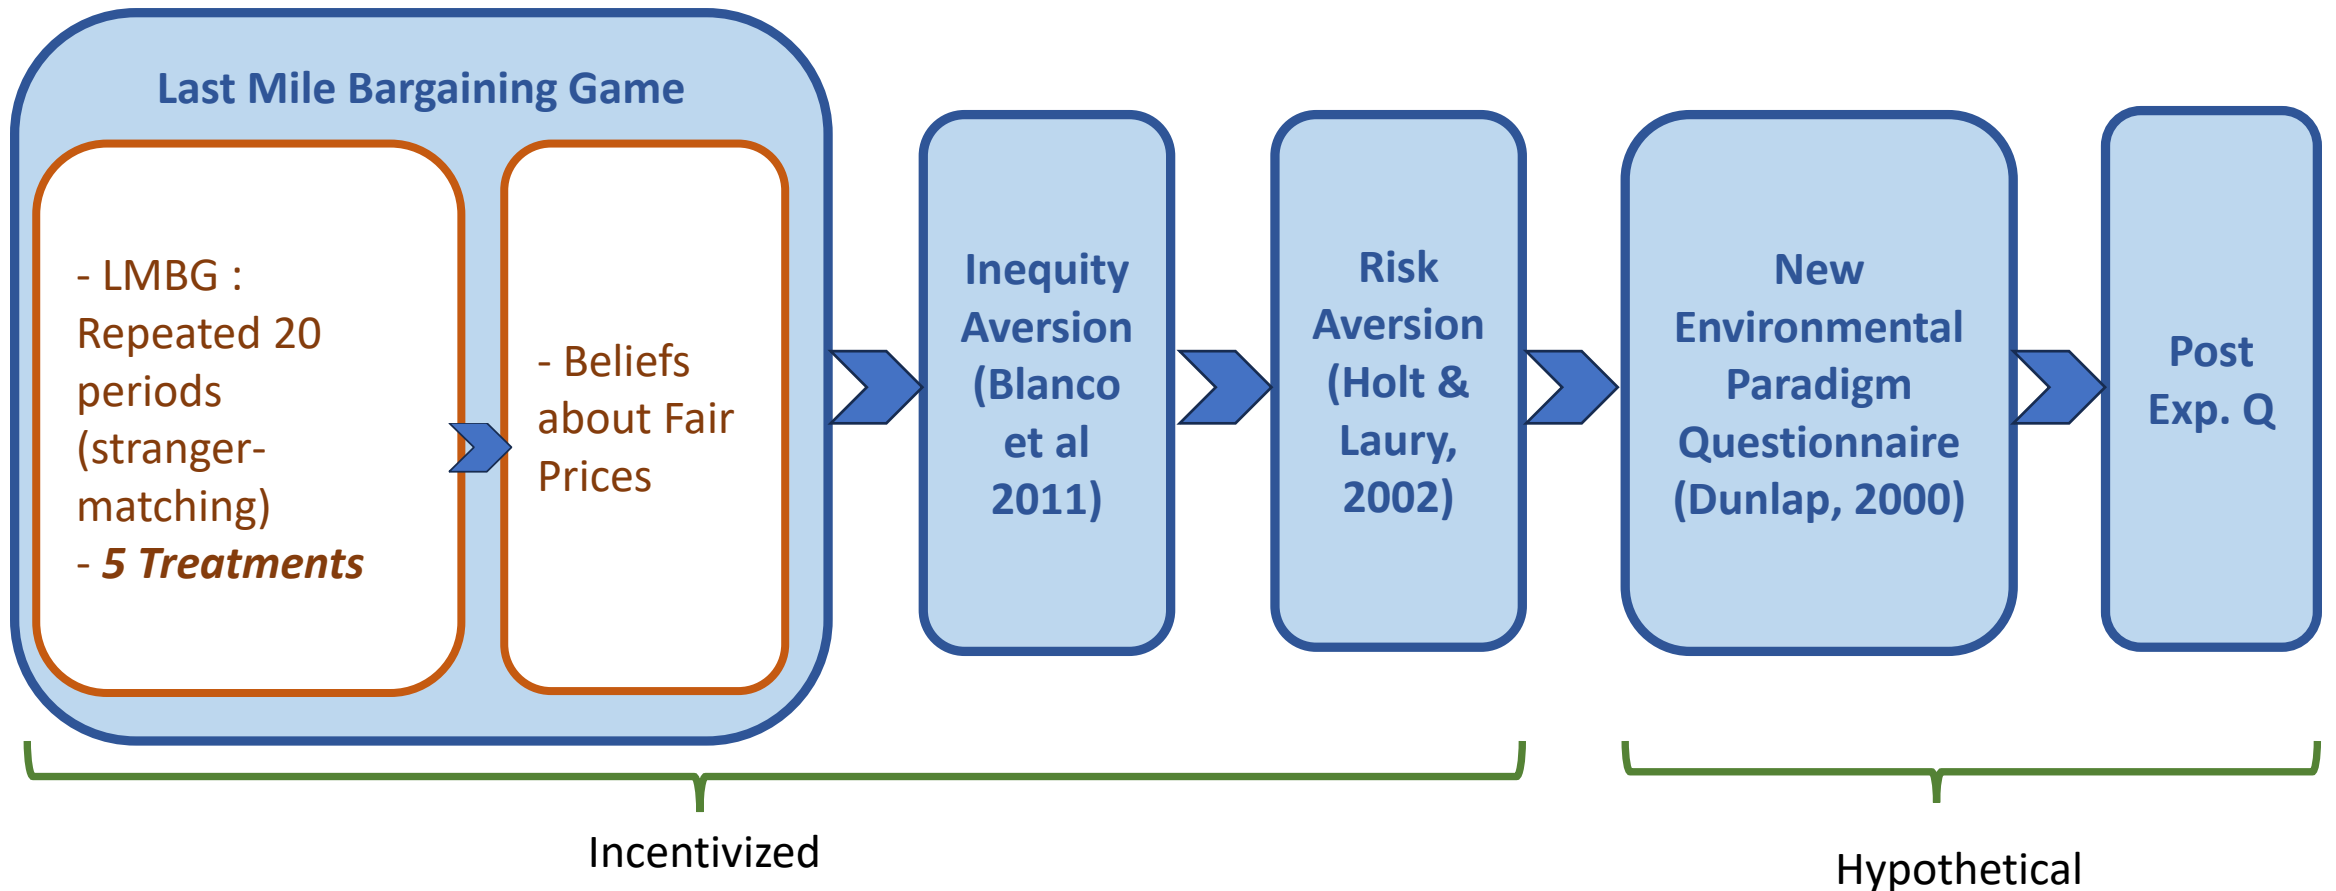 Last Mile Bargaining Game
- LMBG :
Repeated 20
periods
(stranger-
matching)
- 5 Treatments
- Beliefs
about Fair
Prices
Inequity
Aversion
(Blanco
et al
2011)
Risk
Aversion
(Holt &
Laury,
2002)
New
Environmental
Paradigm
Questionnaire
(Dunlap, 2000)
Post
Exp. Q
Incentivized
Hypothetical